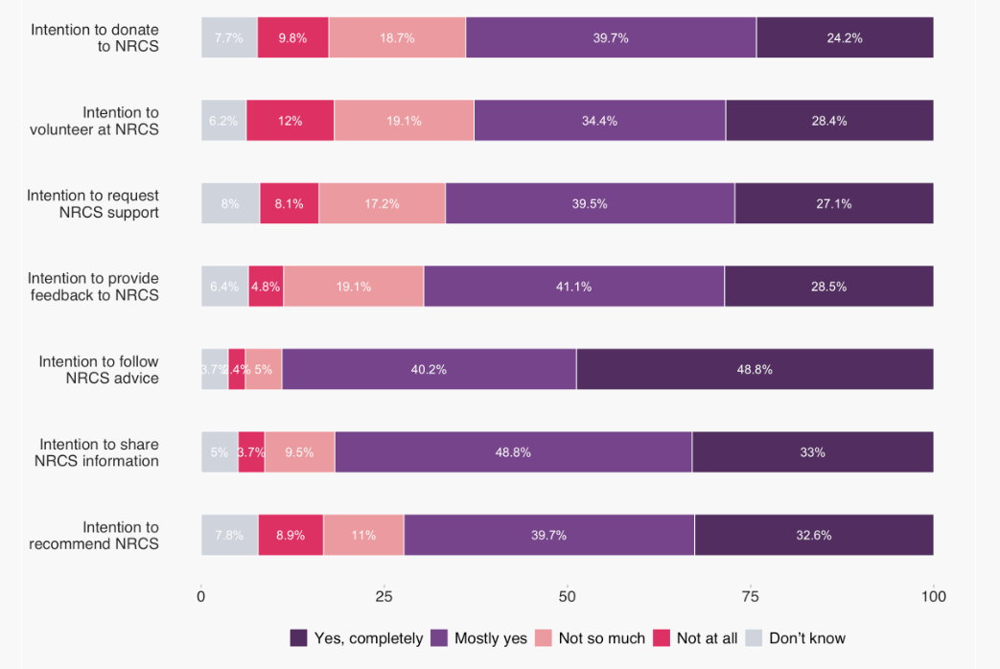 Intention to donate
to NRCS
7.7% 9.8% 18.7% 39.7% 24.2%
Intention to
volunteer at NRCS
6.2% 12% 19.1% 34.4% 28.4%
Intention to request
NRCS support
8% 8.1% 17.2% 39.5% 27.1%
Intention to provide
feedback to NRCS
6.4% 4.8% 19.1% 41.1% 28.5%
Intention to follow
NRCS advice
3.7% 2.4% 5% 40.2% 48.8%
Intention to share
NRCS information
5% 3.7% 9.5% 48.8% 33%
Intention to
recommend NRCS
7.8% 8.9% 11% 39.7% 32.6%
0 25 50 75 100
Yes, completely Mostly yes Not so much Not at all Don’t know